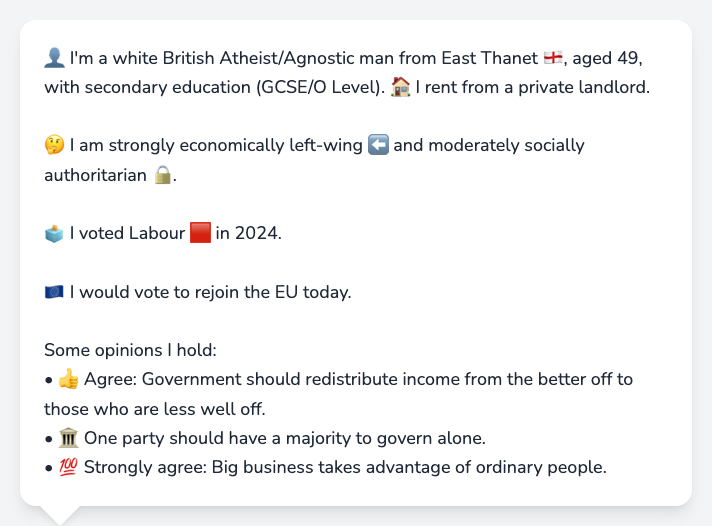 👤 I'm a white British Atheist/Agnostic man from East Thanet 🏴󠁧󠁢󠁥󠁮󠁧󠁿, aged 49,
with secondary education (GCSE/O Level). 🏠 I rent from a private landlord.
🤔 I am strongly economically left-wing ⬅️ and moderately socially
authoritarian 🔒.
🗳️ I voted Labour 🟥 in 2024.
🇪🇺 I would vote to rejoin the EU today.
Some opinions I hold:
• 👍 Agree: Government should redistribute income from the better off to
those who are less well off.
• 🏛️ One party should have a majority to govern alone.
• 💯 Strongly agree: Big business takes advantage of ordinary people.